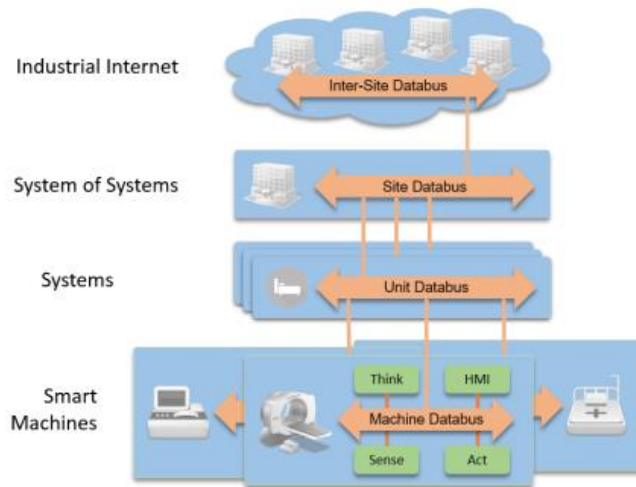 Industrial Internet
Inter-Site Databus
System of Systems
Site Databus
Systems
Unit Databus
Smart
Machines
Think
HMI
Machine Databus
Sense
Act